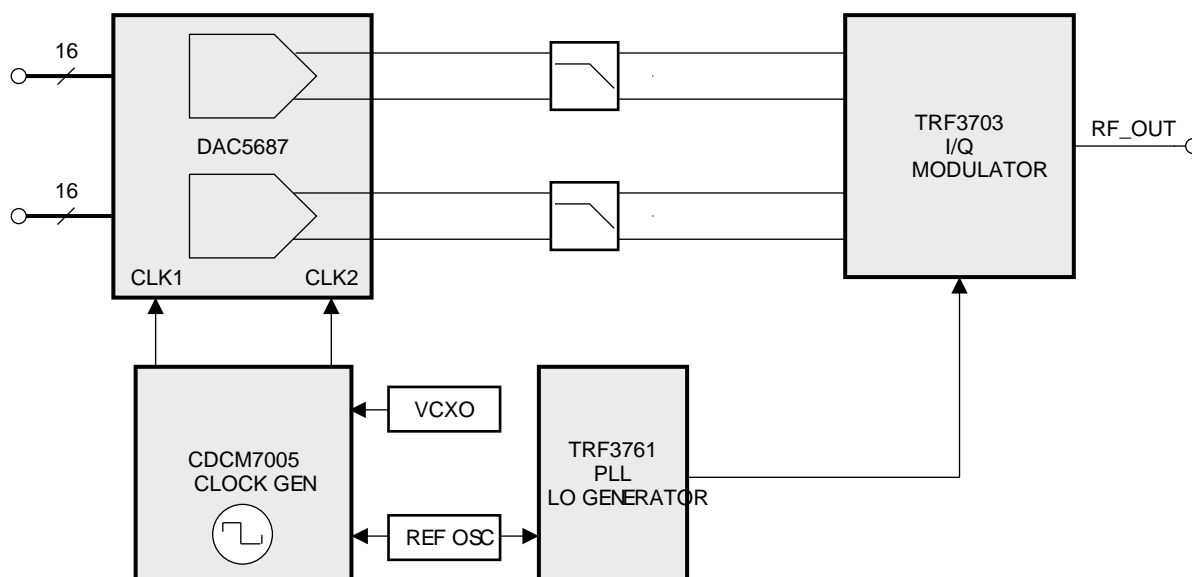 16
DAC5687
16
CLK1
CLK2
TRF3703
I/Q
MODULATOR
RF_OUT
CDCM7005
CLOCK GEN
VCXO
REF OSC
TRF3761
PLL
LO GENERATOR